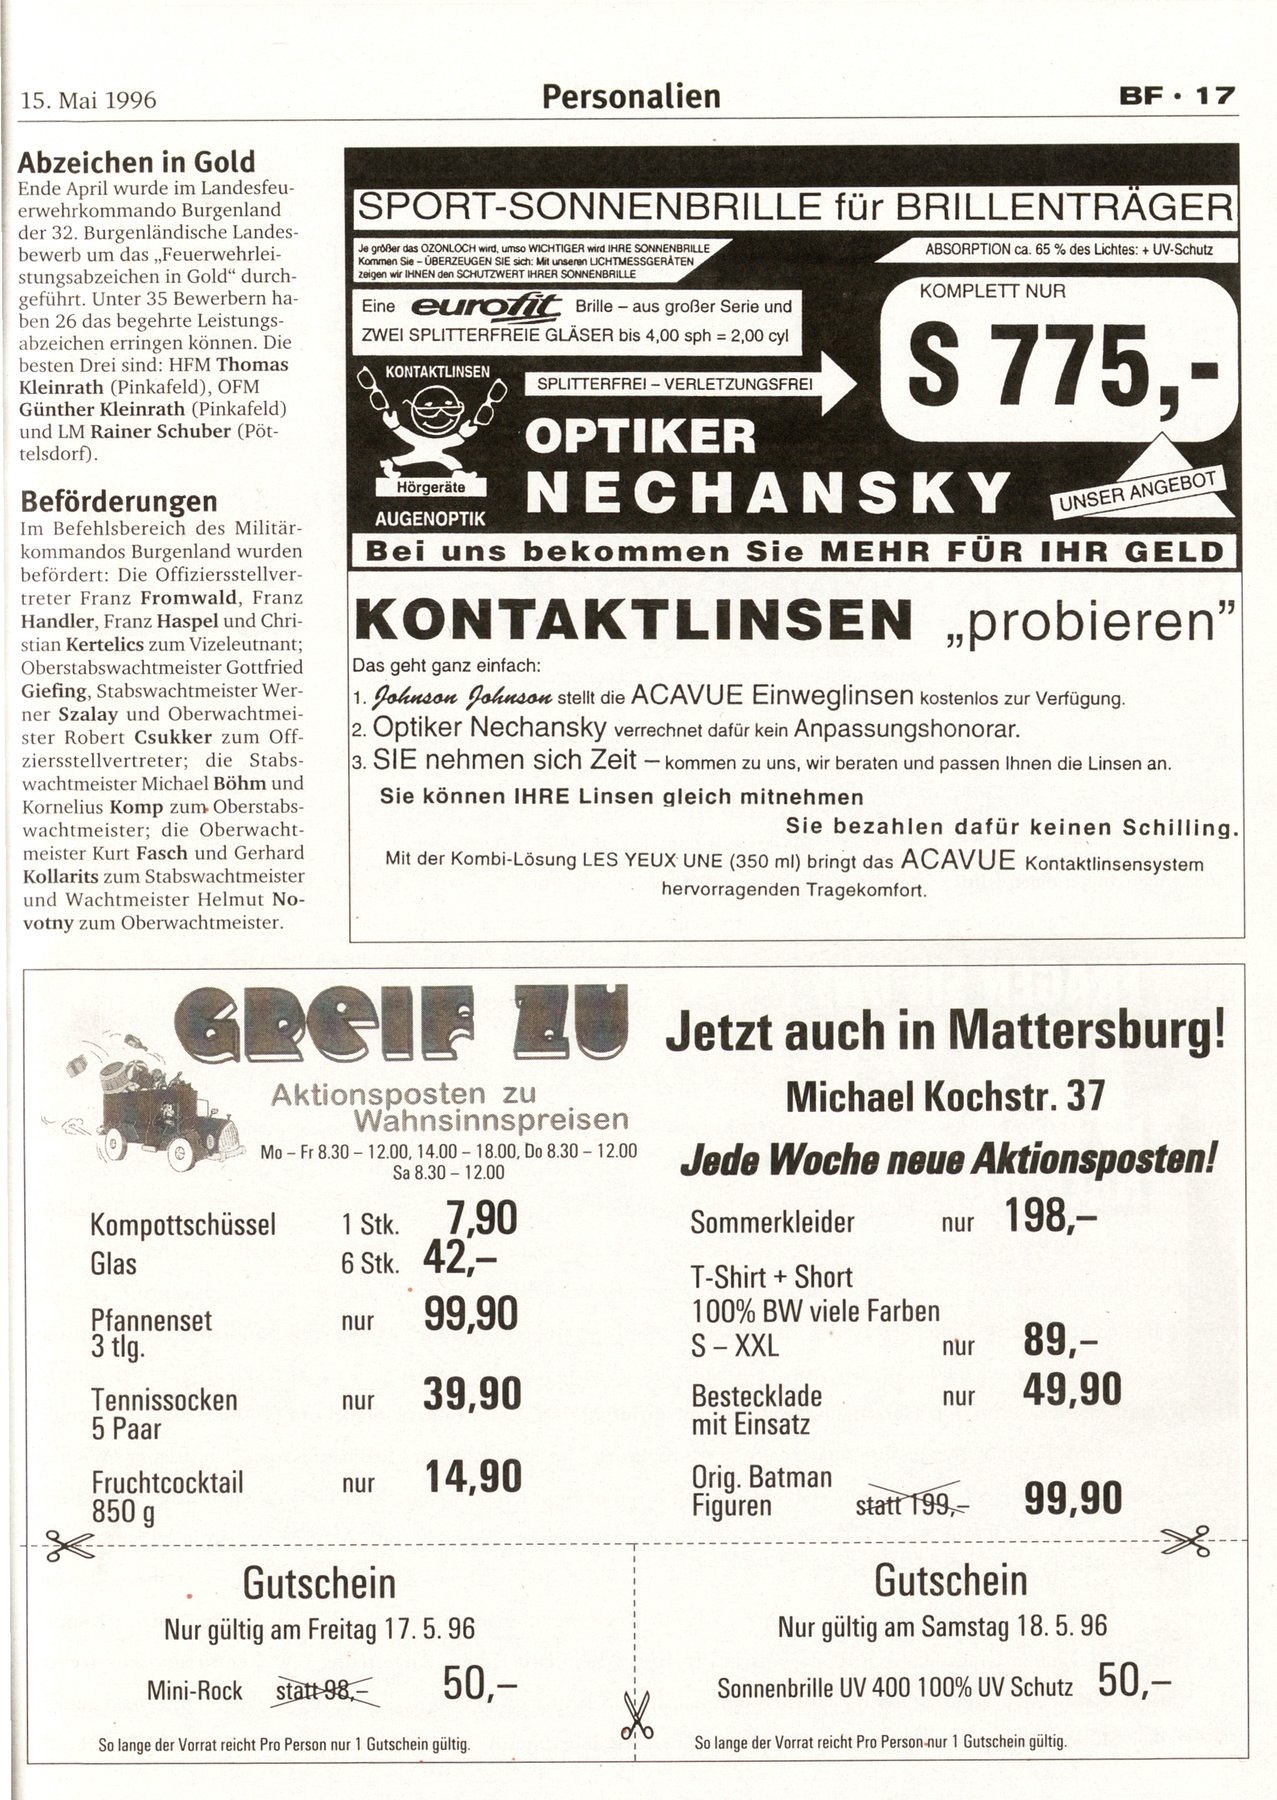 15. Mai 1996
Personalien
BF · 17
Abzeichen in Gold
Ende April wurde im Landesfeu-
erwehrkommando Burgenland
der 32. Burgenländische Landes-
bewerb um das „Feuerwehrlei-
stungsabzeichen in Gold“ durch-
geführt. Unter 35 Bewerbern ha-
ben 26 das begehrte Leistungs-
abzeichen erringen können. Die
besten Drei sind: HFM Thomas
Kleinrath (Pinkafeld), OFM
Günther Kleinrath (Pinkafeld)
und LM Rainer Schuber (Pöt-
telsdorf).
Beförderungen
Im Befehlsbereich des Militär-
kommandos Burgenland wurden
befördert: Die Offiziersstellver-
treter Franz Fromwald, Franz
Handler, Franz Haspel und Chri-
stian Kertelics zum Vizeleutnant;
Oberstabswachtmeister Gottfried
Giefing, Stabswachtmeister Wer-
ner Szalay und Oberwachtmei-
ster Robert Csukker zum Off-
ziersstellvertreter; die Stabs-
wachtmeister Michael Böhm und
Kornelius Komp zum Oberstabs-
wachtmeister; die Oberwacht-
meister Kurt Fasch und Gerhard
Kollarits zum Stabswachtmeister
und Wachtmeister Helmut No-
votny zum Oberwachtmeister.
SPORT-SONNENBRILLE für BRILLENTRÄGER
Je größer das OZONLOCH wird, umso WICHTIGER wird IHRE SONNENBRILLE
Kommen Sie – ÜBERZEUGEN SIE sich: Mit unseren LICHTMESSGERÄTEN
zeigen wir IHNEN den SCHUTZWERT IHRER SONNENBRILLE
ABSORPTION ca. 65 % des Lichtes: + UV-Schutz
Eine eurofit Brille – aus großer Serie und
ZWEI SPLITTERFREIE GLÄSER bis 4,00 sph = 2,00 cyl
KOMPLETT NUR
S 775,-
KONTAKTLINSEN
SPLITTERFREI – VERLETZUNGSFREI
OPTIKER
NECHANSKY
Hörgeräte
AUGENOPTIK
UNSER ANGEBOT
Bei uns bekommen Sie MEHR FÜR IHR GELD
KONTAKTLINSEN „probieren”
Das geht ganz einfach:
1. Johnson Johnson stellt die ACAVUE Einweglinsen kostenlos zur Verfügung.
2. Optiker Nechansky verrechnet dafür kein Anpassungshonorar.
3. SIE nehmen sich Zeit – kommen zu uns, wir beraten und passen Ihnen die Linsen an.
Sie können IHRE Linsen gleich mitnehmen
Sie bezahlen dafür keinen Schilling.
Mit der Kombi-Lösung LES YEUX UNE (350 ml) bringt das ACAVUE Kontaktlinsensystem
hervorragenden Tragekomfort.
GREIF ZU
Aktionsposten zu
Wahnsinnspreisen
Mo – Fr 8.30 – 12.00, 14.00 – 18.00, Do 8.30 – 12.00
Sa 8.30 – 12.00
Jetzt auch in Mattersburg!
Michael Kochstr. 37
Jede Woche neue Aktionsposten!
Kompottschüssel 1 Stk. 7,90
Glas 6 Stk. 42,–
Pfannenset nur 99,90
3 tlg.
Tennissocken nur 39,90
5 Paar
Fruchtcocktail nur 14,90
850 g
Sommerkleider nur 198,–
T-Shirt + Short
100% BW viele Farben
S – XXL nur 89,–
Bestecklade nur 49,90
mit Einsatz
Orig. Batman
Figuren statt 199,– 99,90
Gutschein
Nur gültig am Freitag 17. 5. 96
Mini-Rock statt 98,– 50,–
So lange der Vorrat reicht Pro Person nur 1 Gutschein gültig.
Gutschein
Nur gültig am Samstag 18. 5. 96
Sonnenbrille UV 400 100% UV Schutz 50,–
So lange der Vorrat reicht Pro Person nur 1 Gutschein gültig.